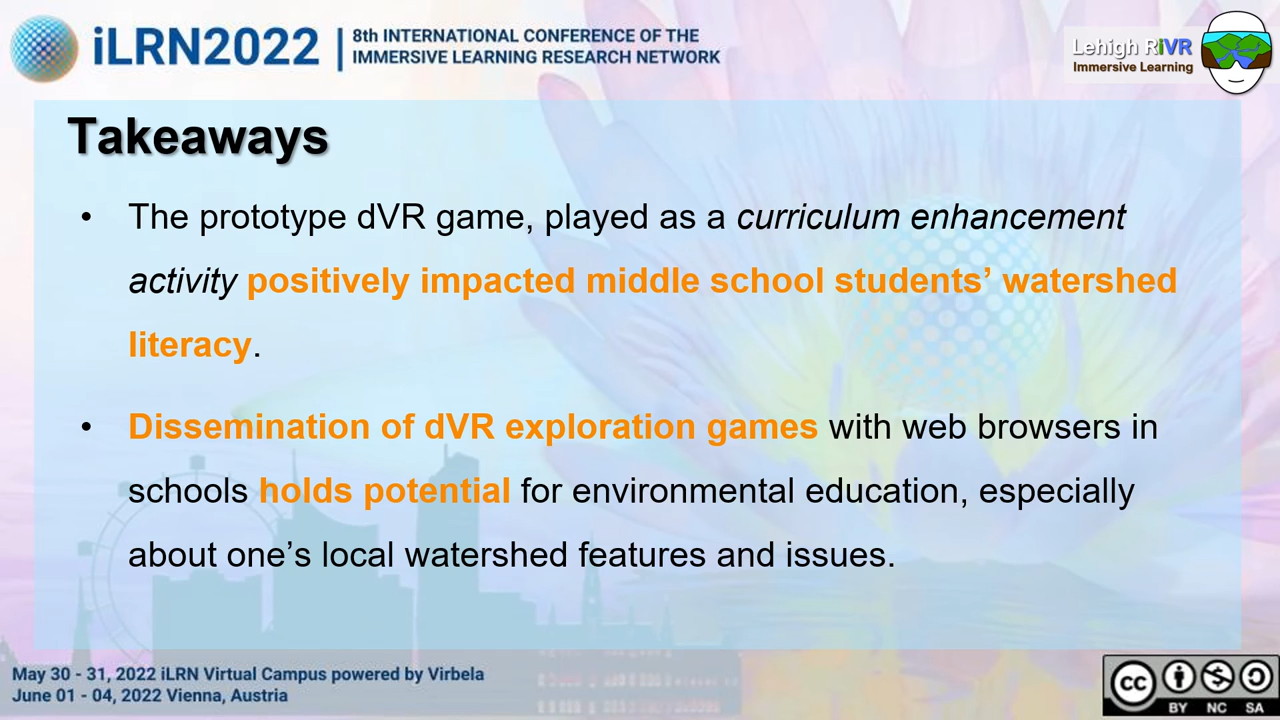 iLRN2022
8th INTERNATIONAL CONFERENCE OF THE
IMMERSIVE LEARNING RESEARCH NETWORK
Lehigh RiVR
Immersive Learning
Takeaways
• The prototype dVR game, played as a curriculum enhancement
activity positively impacted middle school students’ watershed
literacy.
• Dissemination of dVR exploration games with web browsers in
schools holds potential for environmental education, especially
about one’s local watershed features and issues.
May 30 - 31, 2022 iLRN Virtual Campus powered by Virbela
June 01 - 04, 2022 Vienna, Austria
cc
BY NC SA